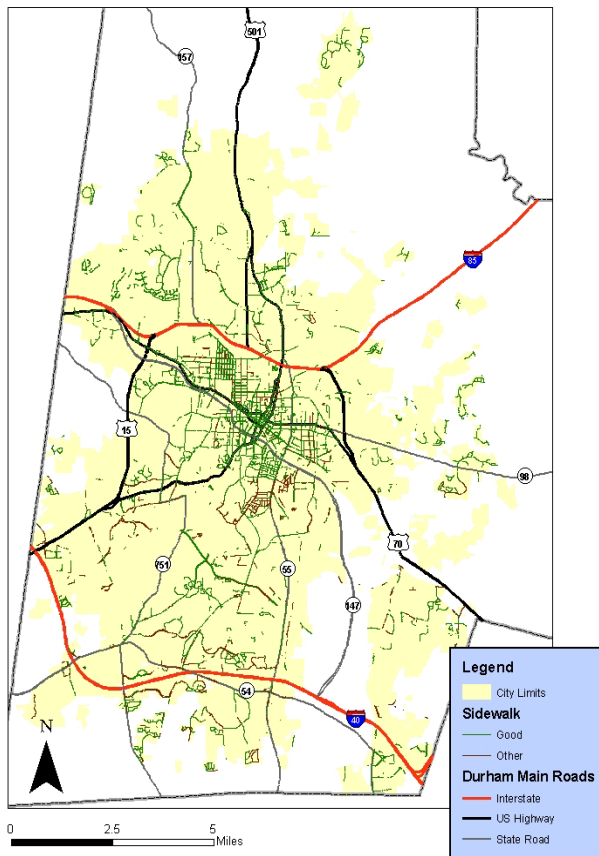 501
157
85
15
98
70
751
55
147
54
40
N
0 2.5 5
Miles
Legend
City Limits
Sidewalk
Good
Other
Durham Main Roads
Interstate
US Highway
State Road